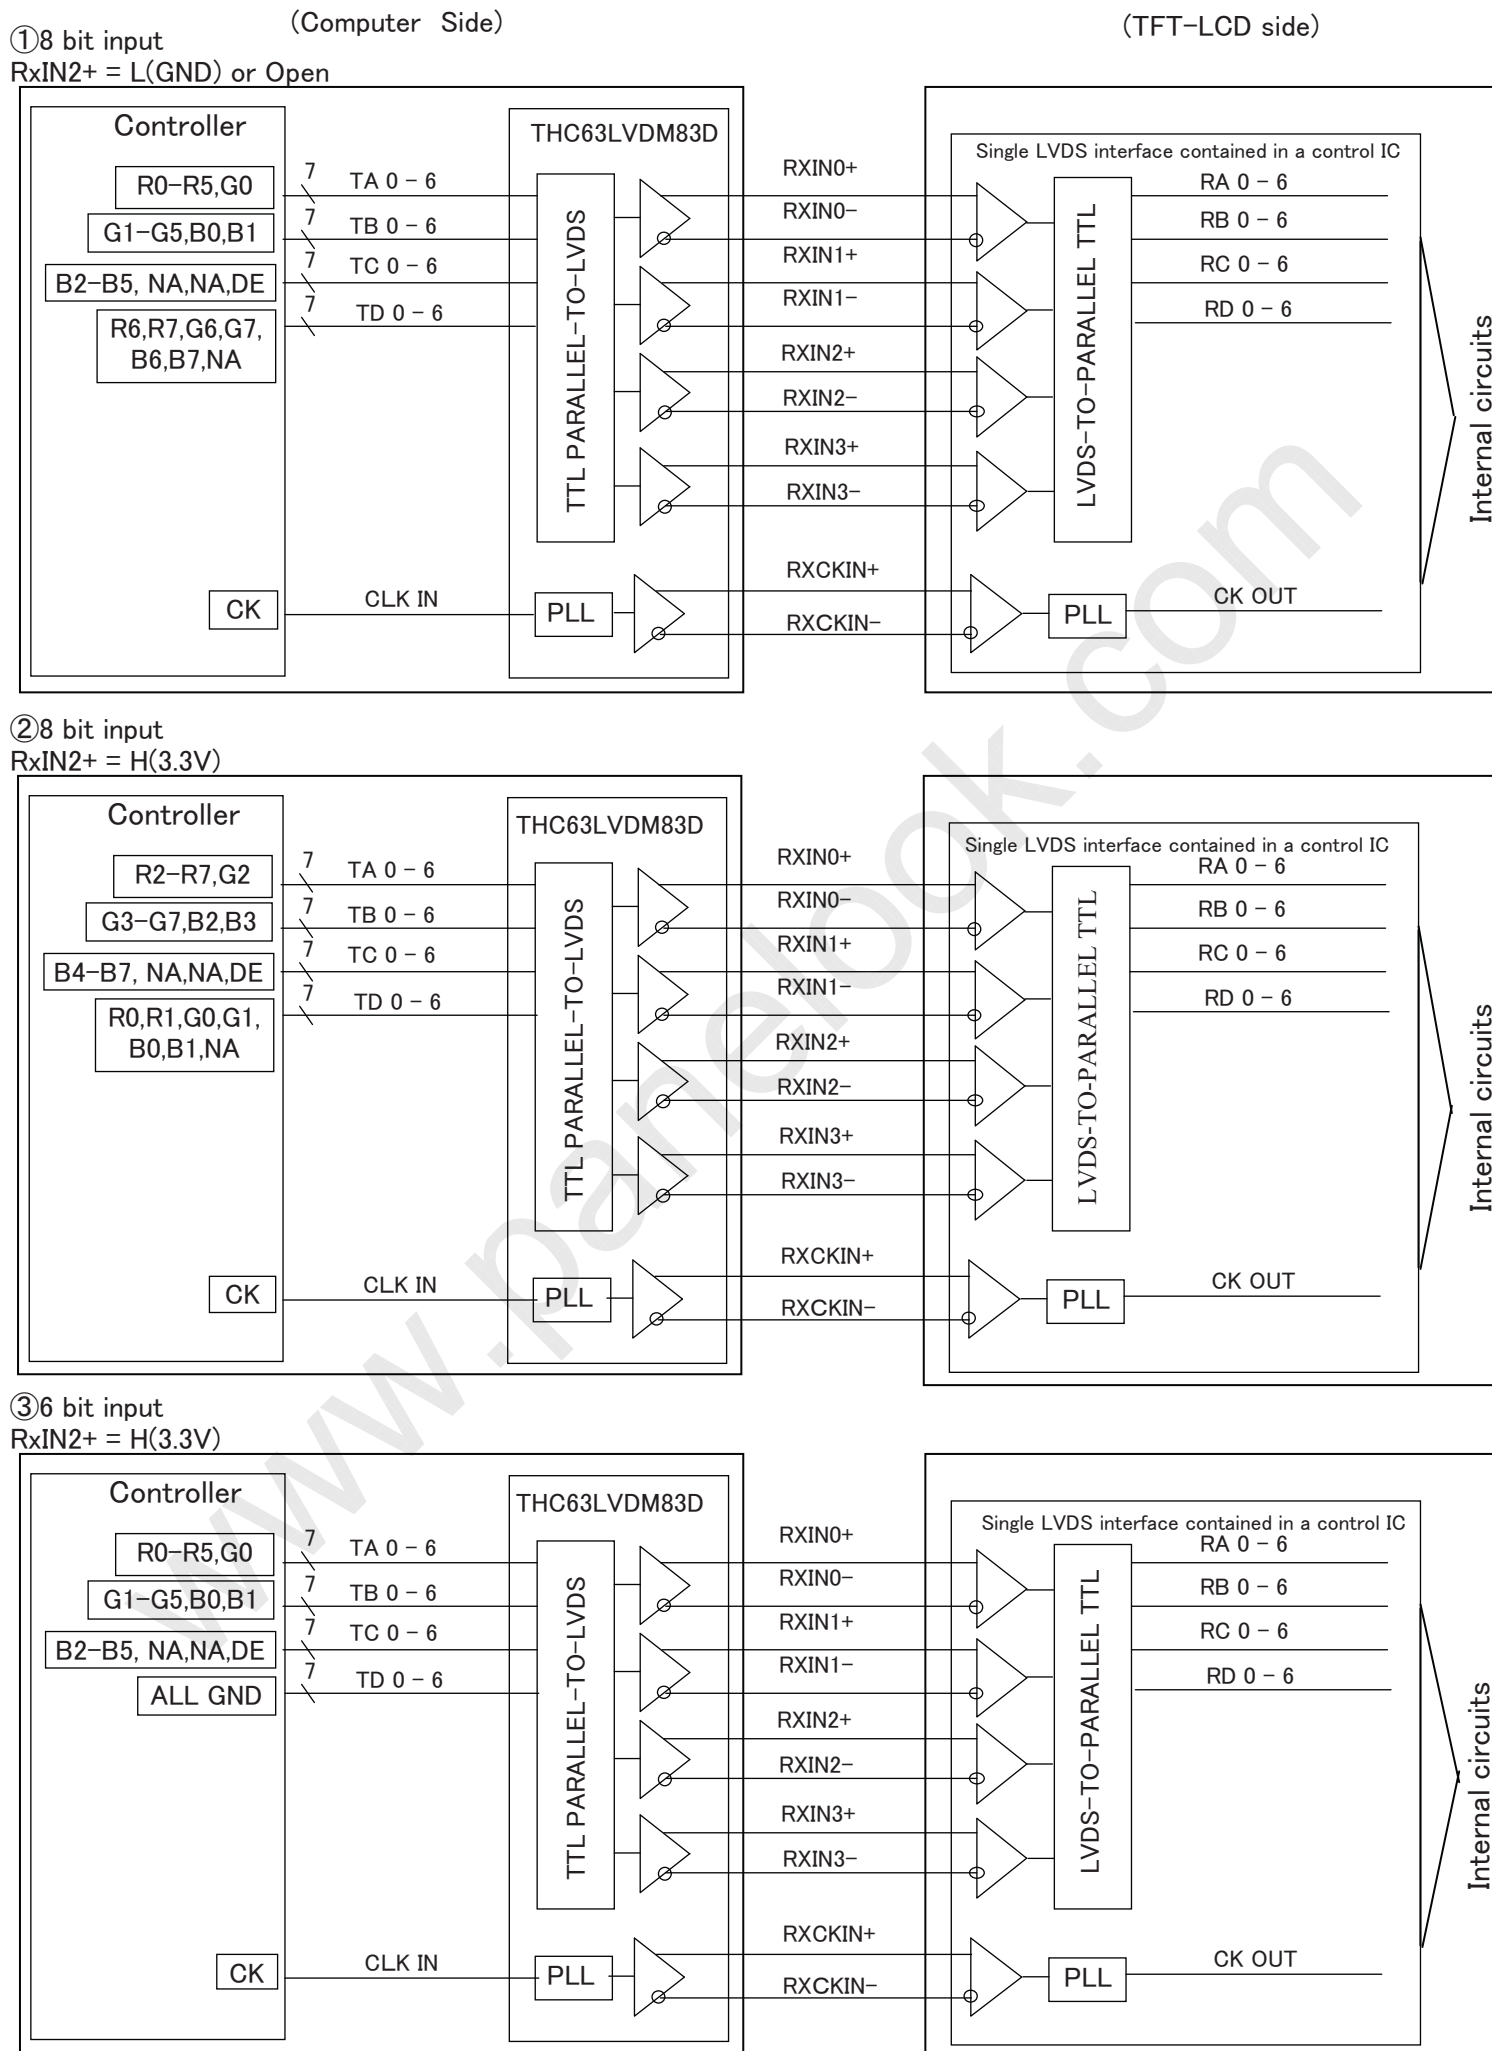 (Computer Side)
(TFT-LCD side)
①8 bit input
RxIN2+ = L(GND) or Open
Controller
THC63LVDM83D
Single LVDS interface contained in a control IC
R0-R5,G0
7
TA 0 - 6
RXIN0+
RA 0 - 6
G1-G5,B0,B1
7
TB 0 - 6
RXIN0-
RB 0 - 6
B2-B5, NA,NA,DE
7
TC 0 - 6
RXIN1+
RC 0 - 6
R6,R7,G6,G7,
B6,B7,NA
7
TD 0 - 6
RXIN1-
RD 0 - 6
TTL PARALLEL-TO-LVDS
LVDS-TO-PARALLEL TTL
RXIN2+
RXIN2-
RXIN3+
RXIN3-
Internal circuits
CK
CLK IN
PLL
RXCKIN+
RXCKIN-
PLL
CK OUT
②8 bit input
RxIN2+ = H(3.3V)
Controller
THC63LVDM83D
Single LVDS interface contained in a control IC
R2-R7,G2
7
TA 0 - 6
RXIN0+
RA 0 - 6
G3-G7,B2,B3
7
TB 0 - 6
RXIN0-
RB 0 - 6
B4-B7, NA,NA,DE
7
TC 0 - 6
RXIN1+
RC 0 - 6
R0,R1,G0,G1,
B0,B1,NA
7
TD 0 - 6
RXIN1-
RD 0 - 6
TTL PARALLEL-TO-LVDS
LVDS-TO-PARALLEL TTL
RXIN2+
RXIN2-
RXIN3+
RXIN3-
Internal circuits
CK
CLK IN
PLL
RXCKIN+
RXCKIN-
PLL
CK OUT
③6 bit input
RxIN2+ = H(3.3V)
Controller
THC63LVDM83D
Single LVDS interface contained in a control IC
R0-R5,G0
7
TA 0 - 6
RXIN0+
RA 0 - 6
G1-G5,B0,B1
7
TB 0 - 6
RXIN0-
RB 0 - 6
B2-B5, NA,NA,DE
7
TC 0 - 6
RXIN1+
RC 0 - 6
ALL GND
7
TD 0 - 6
RXIN1-
RD 0 - 6
TTL PARALLEL-TO-LVDS
LVDS-TO-PARALLEL TTL
RXIN2+
RXIN2-
RXIN3+
RXIN3-
Internal circuits
CK
CLK IN
PLL
RXCKIN+
RXCKIN-
PLL
CK OUT
www.panelook.com